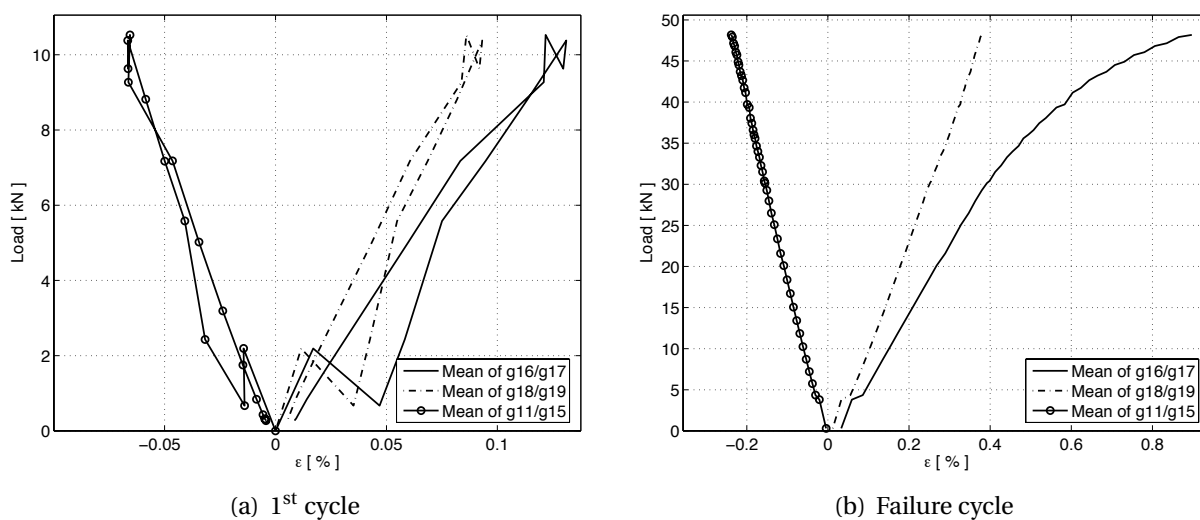 10
8
6
4
2
0
Load [ kN ]
−0.05
0
0.05
0.1
ε [ % ]
Mean of g16/g17
Mean of g18/g19
Mean of g11/g15
(a) 1st cycle
50
45
40
35
30
25
20
15
10
5
0
Load [ kN ]
−0.2
0
0.2
0.4
0.6
0.8
ε [ % ]
Mean of g16/g17
Mean of g18/g19
Mean of g11/g15
(b) Failure cycle